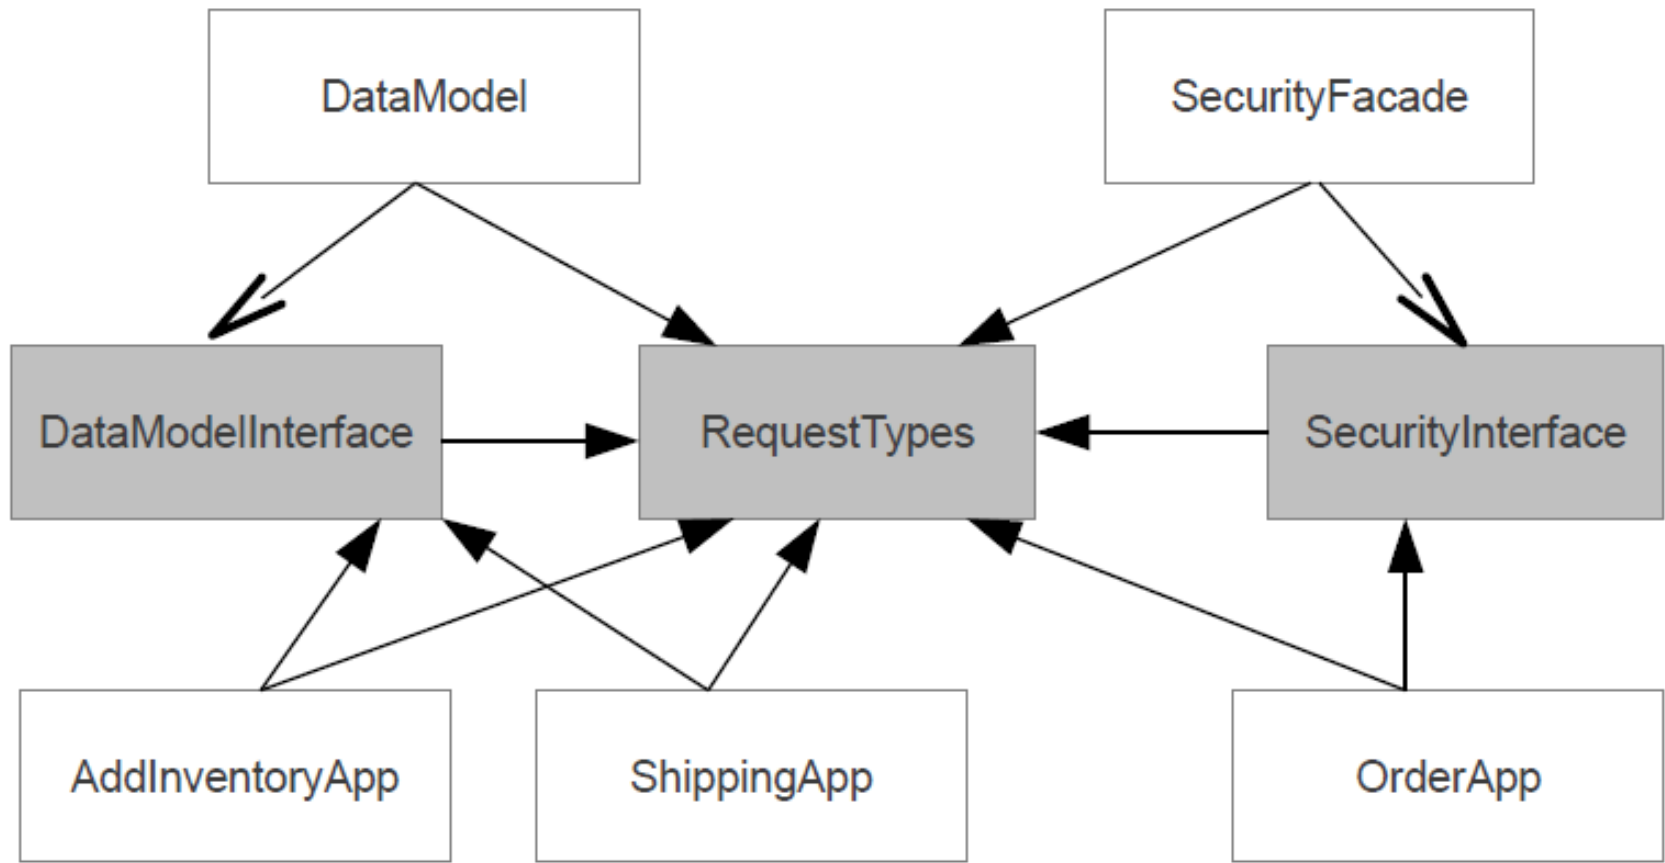 DataModel
SecurityFacade
DataModelInterface
RequestTypes
SecurityInterface
AddInventoryApp
ShippingApp
OrderApp